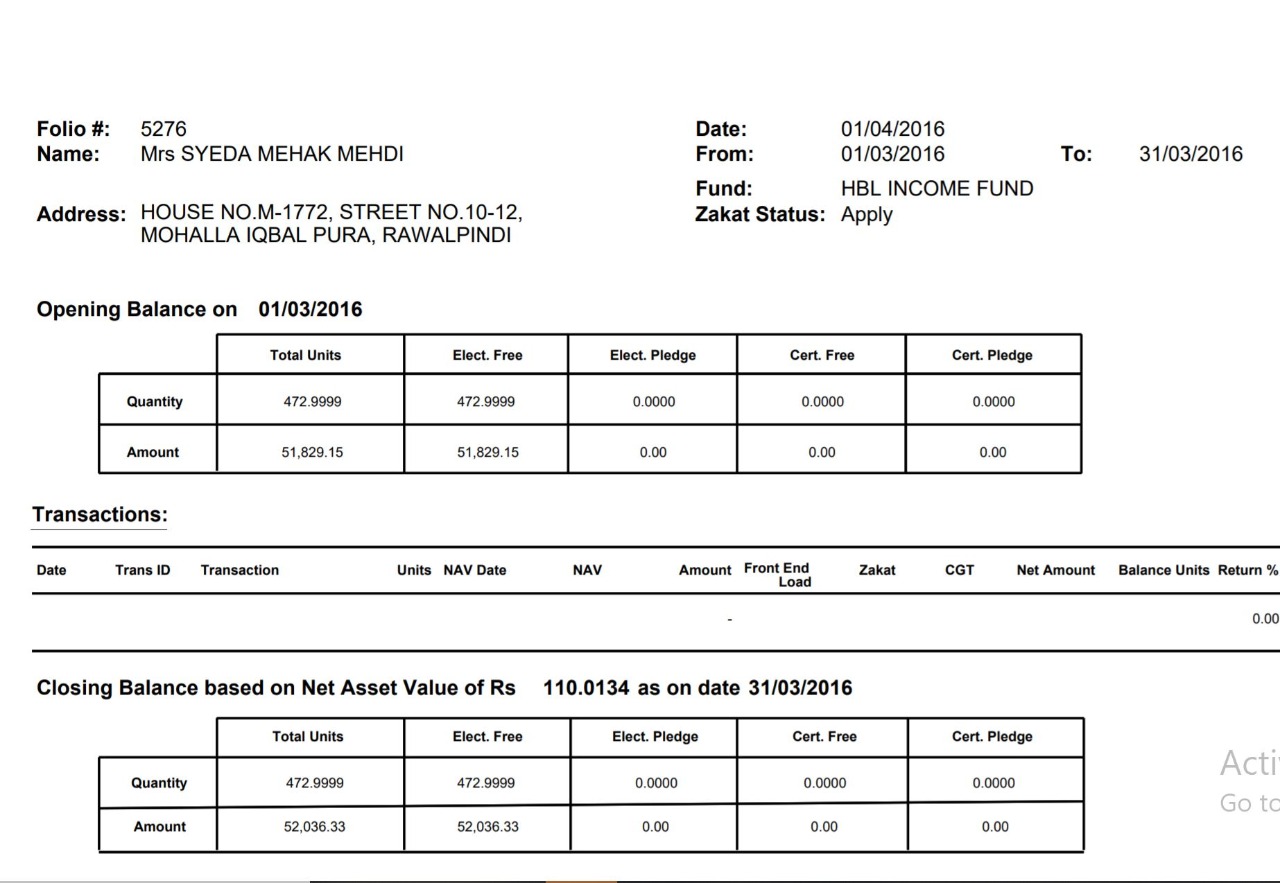 Folio #: 5276 Date: 01/04/2016
Name: Mrs SYEDA MEHAK MEHDI From: 01/03/2016 To: 31/03/2016
Fund: HBL INCOME FUND
Address: HOUSE NO.M-1772, STREET NO.10-12, Zakat Status: Apply
MOHALLA IQBAL PURA, RAWALPINDI
Opening Balance on 01/03/2016
Total Units Elect. Free Elect. Pledge Cert. Free Cert. Pledge
Quantity 472.9999 472.9999 0.0000 0.0000 0.0000
Amount 51,829.15 51,829.15 0.00 0.00 0.00
Transactions:
Date Trans ID Transaction Units NAV Date NAV Amount Front End Load Zakat CGT Net Amount Balance Units Return %
- 0.00
Closing Balance based on Net Asset Value of Rs 110.0134 as on date 31/03/2016
Total Units Elect. Free Elect. Pledge Cert. Free Cert. Pledge
Quantity 472.9999 472.9999 0.0000 0.0000 0.0000
Amount 52,036.33 52,036.33 0.00 0.00 0.00
Go to